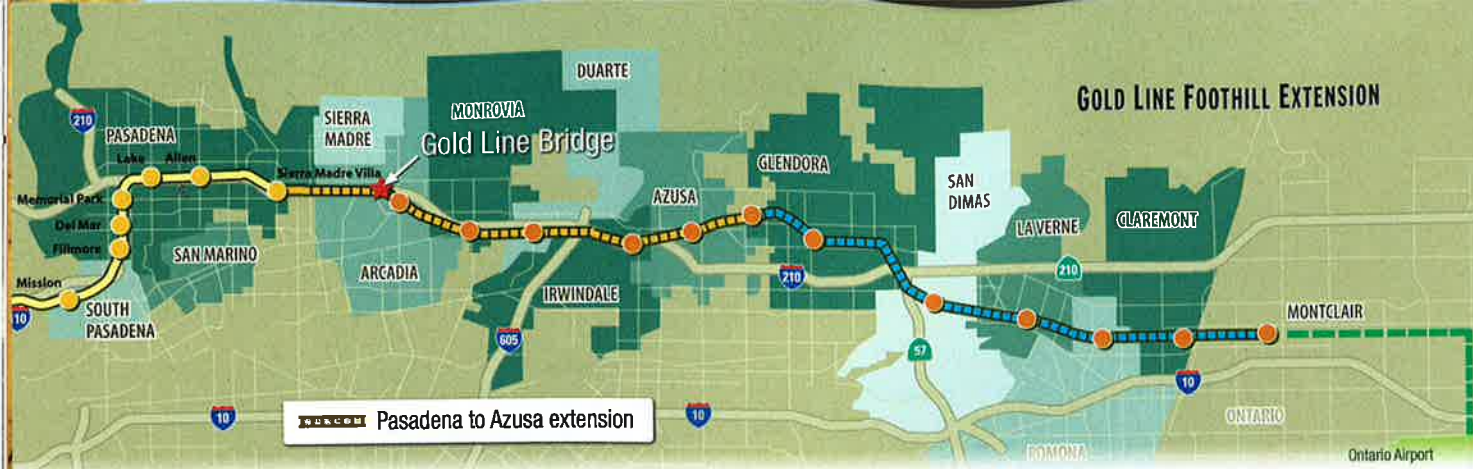 GOLD LINE FOOTHILL EXTENSION
DUARTE
MONROVIA
SIERRA
MADRE
210
PASADENA
Gold Line Bridge
Lake
Allen
Sierra Madre Villa
GLENDORA
SAN
DIMAS
AZUSA
LA VERNE
CLAREMONT
Memorial Park
Del Mar
Fillmore
SAN MARINO
ARCADIA
210
210
IRWINDALE
Mission
SOUTH
PASADENA
10
MONTCLAIR
605
57
10
10
10
Pasadena to Azusa extension
ONTARIO
POMONA
Ontario Airport